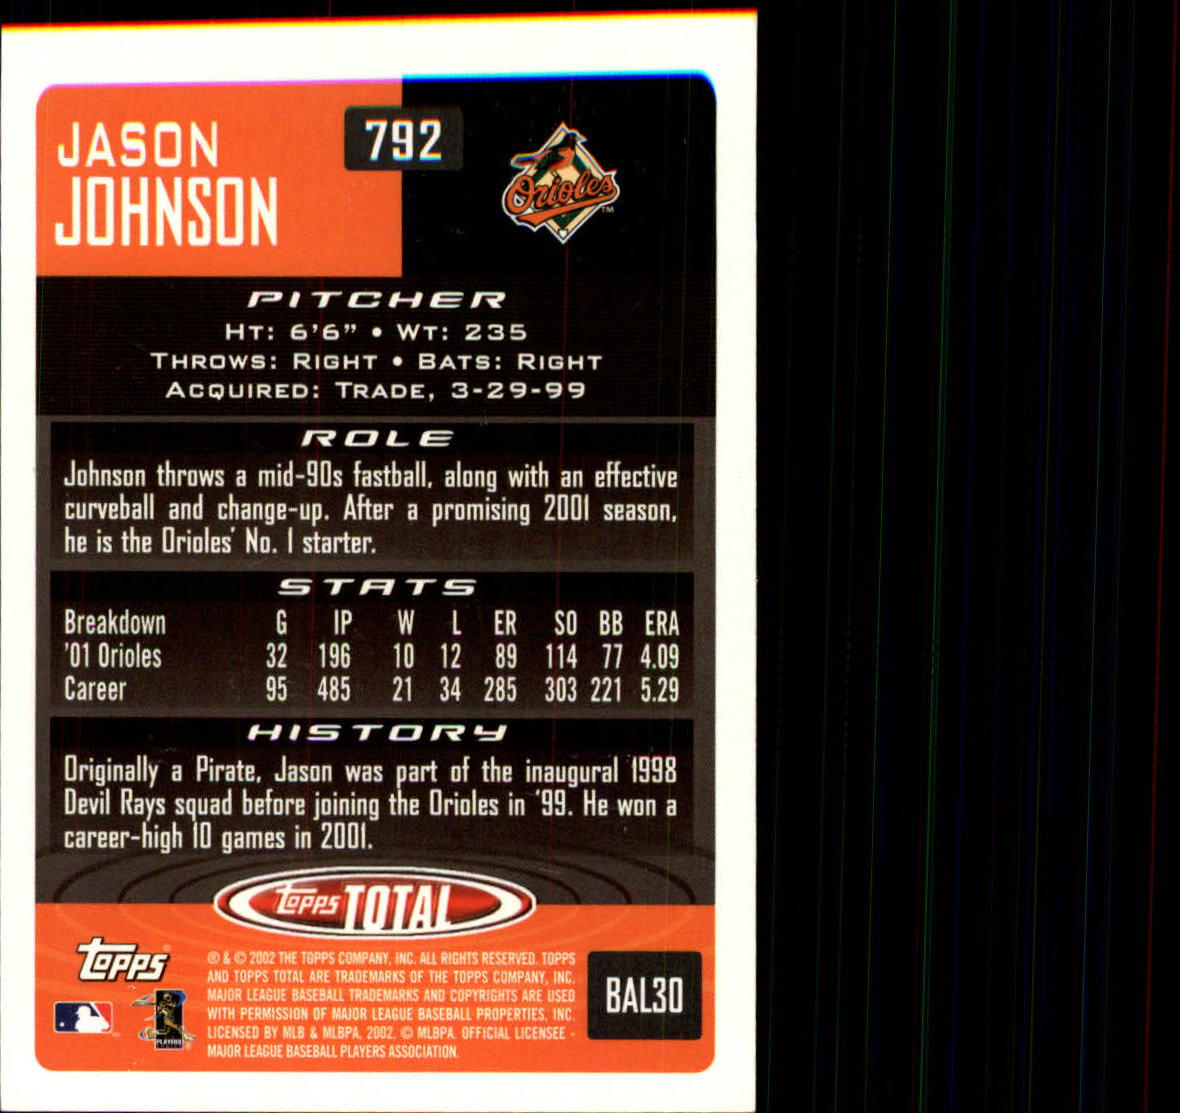 JASON
JOHNSON
792
Orioles
TM
PITCHER
HT: 6'6" • WT: 235
THROWS: RIGHT • BATS: RIGHT
ACQUIRED: TRADE, 3-29-99
ROLE
Johnson throws a mid-90s fastball, along with an effective
curveball and change-up. After a promising 2001 season,
he is the Orioles' No. 1 starter.
STATS
Breakdown G IP W L ER SO BB ERA
'01 Orioles 32 196 10 12 89 114 77 4.09
Career 95 485 21 34 285 303 221 5.29
HISTORY
Originally a Pirate, Jason was part of the inaugural 1998
Devil Rays squad before joining the Orioles in '99. He won a
career-high 10 games in 2001.
Topps TOTAL
Topps®
® & © 2002 THE TOPPS COMPANY, INC. ALL RIGHTS RESERVED. TOPPS
AND TOPPS TOTAL ARE TRADEMARKS OF THE TOPPS COMPANY, INC.
MAJOR LEAGUE BASEBALL TRADEMARKS AND COPYRIGHTS ARE USED
WITH PERMISSION OF MAJOR LEAGUE BASEBALL PROPERTIES, INC.
LICENSED BY MLB & MLBPA, 2002, © MLBPA. OFFICIAL LICENSEE -
MAJOR LEAGUE BASEBALL PLAYERS ASSOCIATION.
PLAYERS
BAL30